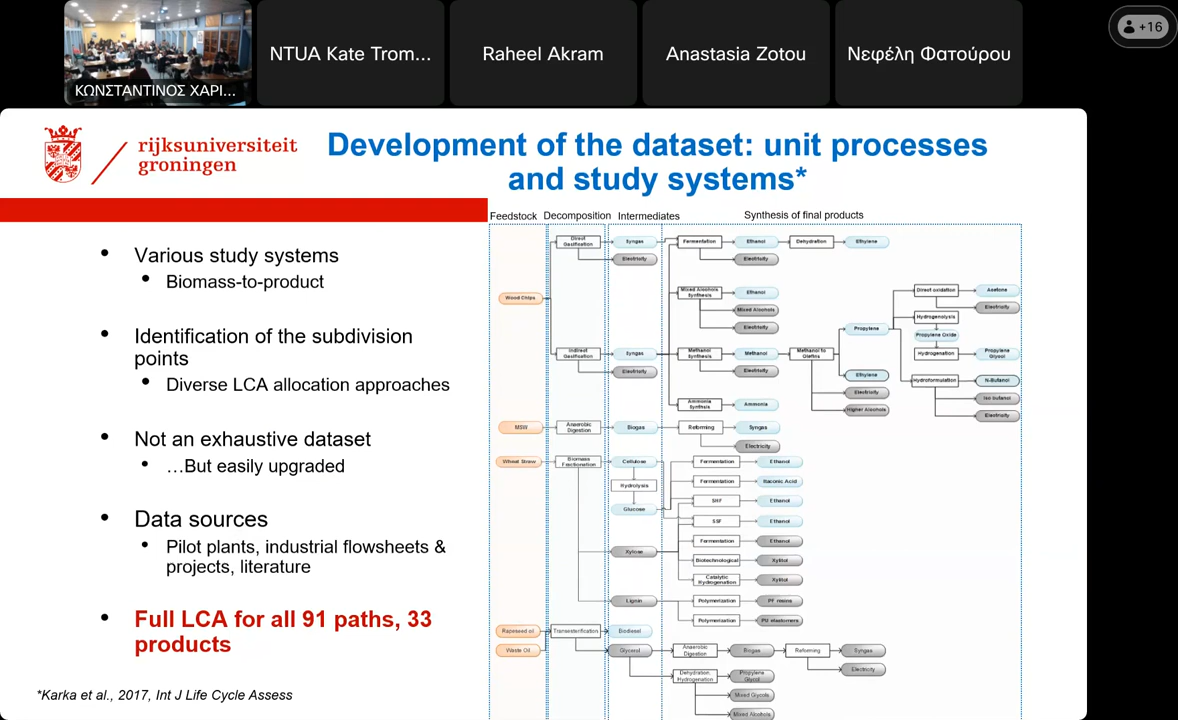 +16
ΚΩΝΣΤΑΝΤΙΝΟΣ ΧΑΡΙ...
NTUA Kate Trom...
Raheel Akram
Anastasia Zotou
Νεφέλη Φατούρου
rijksuniversiteit
groningen
Development of the dataset: unit processes
and study systems*
• Various study systems
• Biomass-to-product
• Identification of the subdivision
points
• Diverse LCA allocation approaches
• Not an exhaustive dataset
• …But easily upgraded
• Data sources
• Pilot plants, industrial flowsheets &
projects, literature
• Full LCA for all 91 paths, 33
products
*Karka et al., 2017, Int J Life Cycle Assess
Feedstock Decomposition Intermediates Synthesis of final products
Direct
Gasification
Syngas
Fermentation
Ethanol
Dehydration
Ethylene
Electricity
Electricity
Wood Chips
Mixed Alcohols
Synthesis
Ethanol
Mixed Alcohols
Electricity
Direct oxidation
Acetone
Electricity
Hydrogenolysis
Propylene
Propylene Oxide
Indirect
Gasification
Syngas
Methanol
Synthesis
Methanol
Methanol to
Olefins
Hydrogenation
Propylene
Glycol
Electricity
Electricity
Ethylene
Hydroformulation
N-Butanol
Electricity
Iso Butanol
Higher Alcohols
Electricity
Ammonia
Synthesis
Ammonia
MSW
Anaerobic
Digestion
Biogas
Reforming
Syngas
Electricity
Wheat Straw
Biomass
Fractionation
Cellulose
Fermentation
Ethanol
Hydrolysis
Fermentation
Itaconic Acid
Glucose
SHF
Ethanol
SSF
Ethanol
Xylose
Fermentation
Ethanol
Biotechnological
Xylitol
Catalytic
Hydrogenation
Xylitol
Lignin
Polymerization
PF resins
Polymerization
PU elastomers
Rapeseed oil
Transesterification
Biodiesel
Waste Oil
Glycerol
Anaerobic
Digestion
Biogas
Reforming
Syngas
Electricity
Dehydration,
Hydrogenation
Propylene
Glycol
Mixed Glycols
Mixed Alcohols